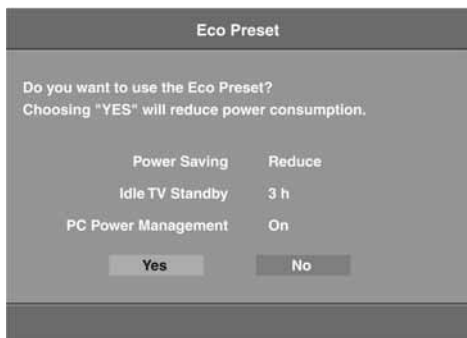 Eco Preset
Do you want to use the Eco Preset?
Choosing "YES" will reduce power consumption.
Power Saving Reduce
Idle TV Standby 3 h
PC Power Management On
Yes No